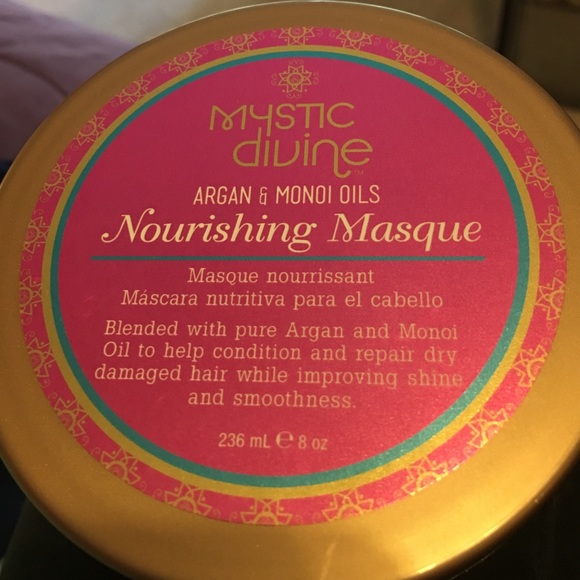 mystic
divine™
ARGAN & MONOI OILS
Nourishing Masque
Masque nourrissant
Máscara nutritiva para el cabello
Blended with pure Argan and Monoi
Oil to help condition and repair dry
damaged hair while improving shine
and smoothness.
236 mL ℮ 8 oz